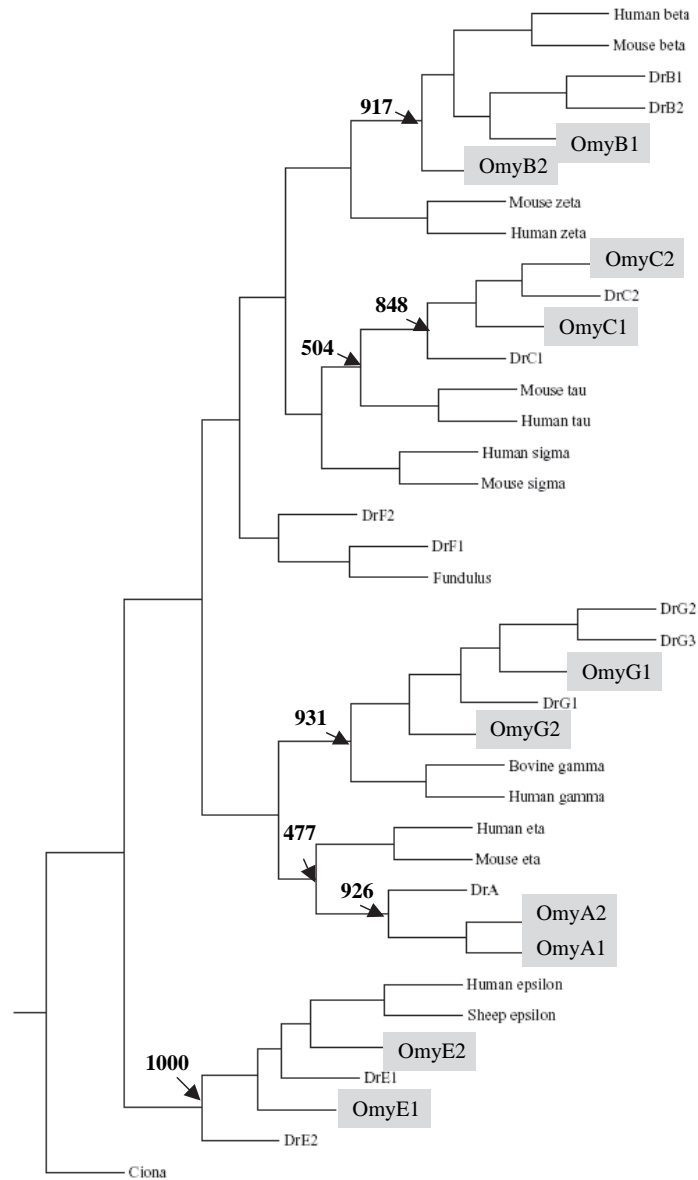 Human beta
Mouse beta
DrB1
DrB2
917
OmyB1
OmyB2
Mouse zeta
Human zeta
OmyC2
DrC2
848
OmyC1
504
DrC1
Mouse tau
Human tau
Human sigma
Mouse sigma
DrF2
DrF1
Fundulus
DrG2
DrG3
OmyG1
DrG1
931
OmyG2
Bovine gamma
Human gamma
477
Human eta
Mouse eta
926
DrA
OmyA2
OmyA1
Human epsilon
Sheep epsilon
OmyE2
1000
DrE1
OmyE1
DrE2
Ciona